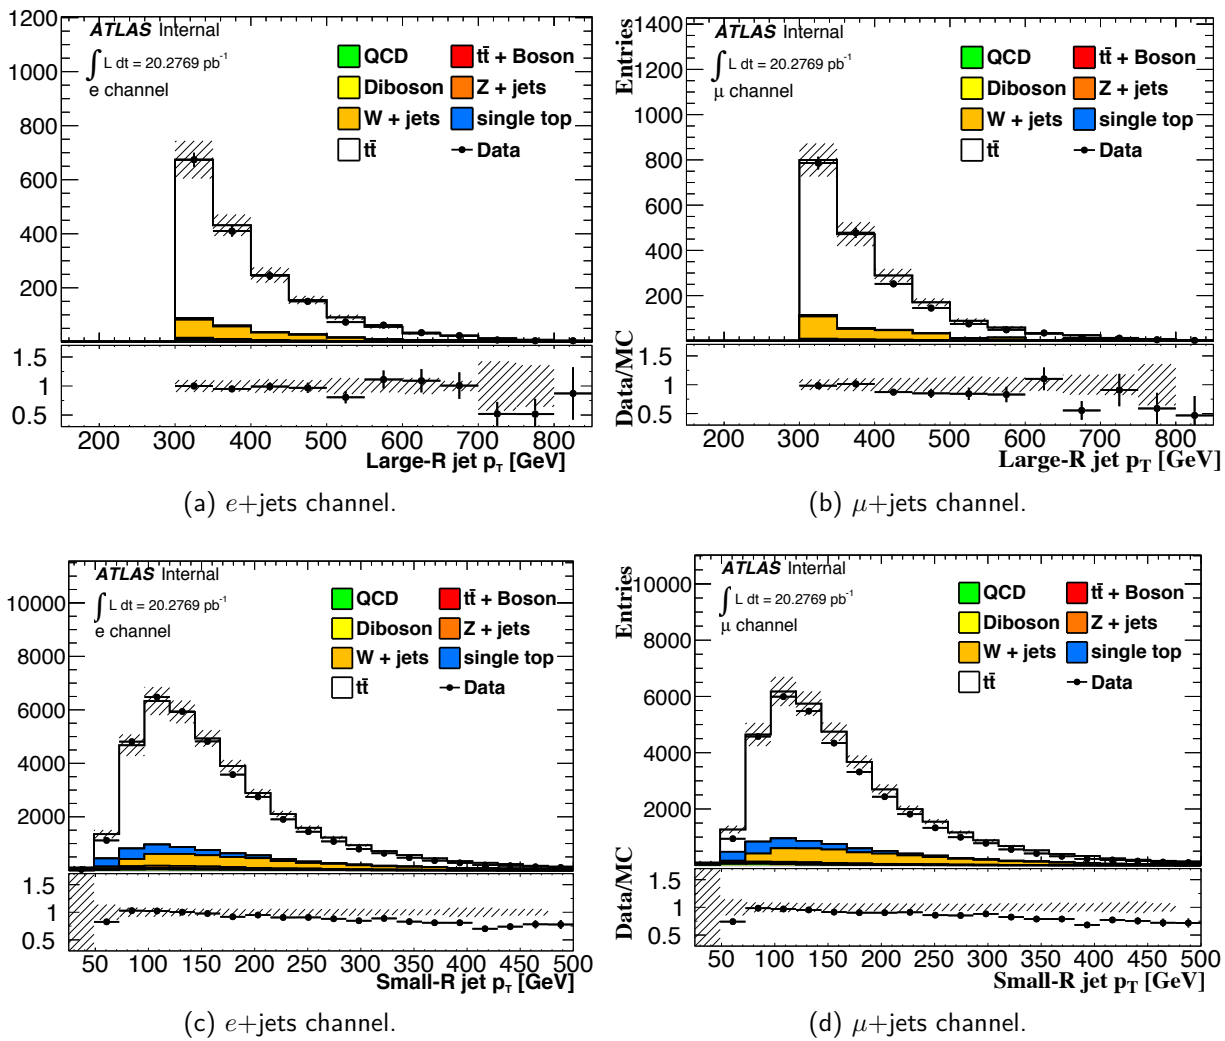 1200
1000
800
600
400
200
ATLAS Internal
∫ L dt = 20.2769 pb⁻¹
e channel
QCD
tt̄ + Boson
Diboson
Z + jets
W + jets
single top
tt̄
Data
1.5
1
0.5
200 300 400 500 600 700 800
Large-R jet p_T [GeV]
(a) e+jets channel.
Entries
1400
1200
1000
800
600
400
200
ATLAS Internal
∫ L dt = 20.2769 pb⁻¹
μ channel
QCD
tt̄ + Boson
Diboson
Z + jets
W + jets
single top
tt̄
Data
Data/MC
1.5
1
0.5
200 300 400 500 600 700 800
Large-R jet p_T [GeV]
(b) μ+jets channel.
10000
8000
6000
4000
2000
ATLAS Internal
∫ L dt = 20.2769 pb⁻¹
e channel
QCD
tt̄ + Boson
Diboson
Z + jets
W + jets
single top
tt̄
Data
1.5
1
0.5
50 100 150 200 250 300 350 400 450 500
Small-R jet p_T [GeV]
(c) e+jets channel.
Entries
10000
8000
6000
4000
2000
ATLAS Internal
∫ L dt = 20.2769 pb⁻¹
μ channel
QCD
tt̄ + Boson
Diboson
Z + jets
W + jets
single top
tt̄
Data
Data/MC
1.5
1
0.5
50 100 150 200 250 300 350 400 450 500
Small-R jet p_T [GeV]
(d) μ+jets channel.